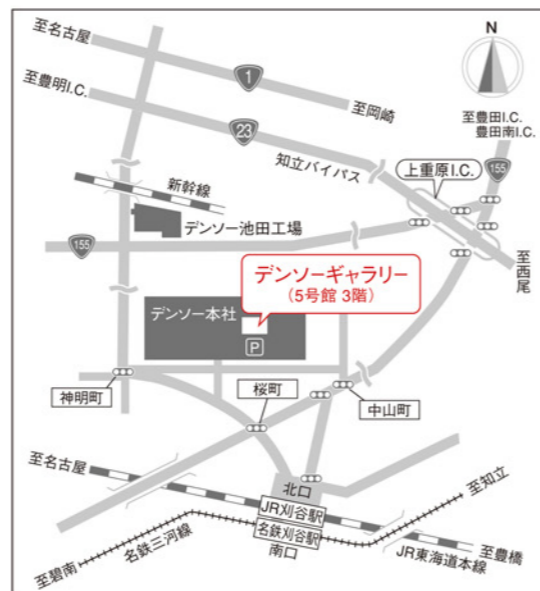 至名古屋
1
至岡崎
至豊明I.C.
23
知立バイパス
N
至豊田I.C.
豊田南I.C.
155
上重原I.C.
至西尾
新幹線
デンソー池田工場
155
デンソーギャラリー
(5号館 3階)
デンソー本社
P
神明町
桜町
中山町
至名古屋
北口
JR刈谷駅
名鉄刈谷駅
南口
至知立
至碧南
名鉄三河線
JR東海道本線
至豊橋